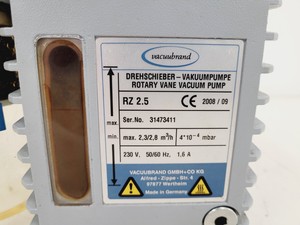 vacuubrand
DREHSCHIEBER-VAKUUMPUMPE
ROTARY VANE VACUUM PUMP
RZ 2.5 CE 2008 / 09
Ser.No. 31473411
max.
max. 2,3/2,8 m³/h 4*10⁻⁴ mbar
min.
230 V. 50/60 Hz, 1,6 A
VACUUBRAND GMBH+CO KG
Alfred-Zippe-Str. 4
97877 Wertheim
Made in Germany